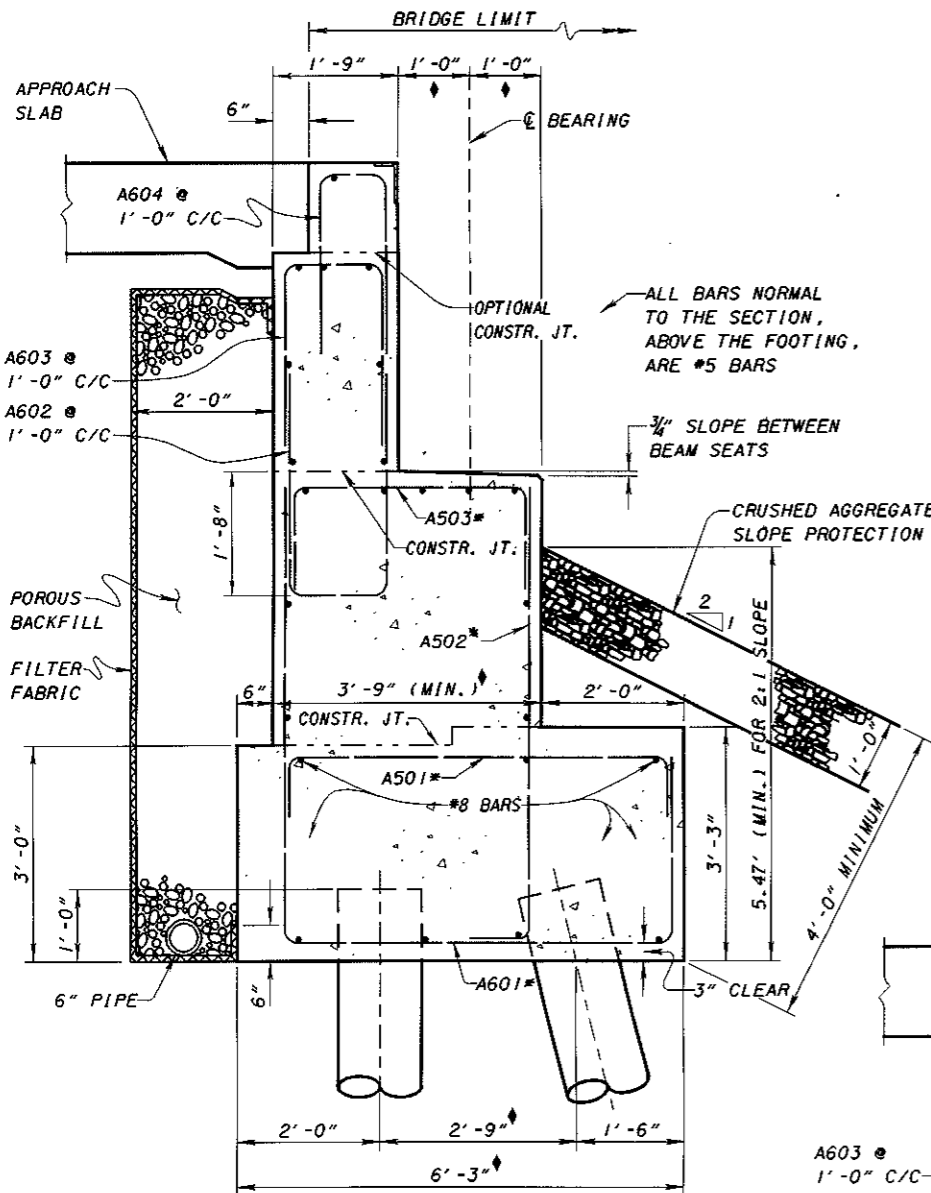 BRIDGE LIMIT
1'-9"
1'-0"
1'-0"
♦
♦
APPROACH
SLAB
6"
℄ BEARING
A604 @
1'-0" C/C
OPTIONAL
CONSTR. JT.
ALL BARS NORMAL
TO THE SECTION,
ABOVE THE FOOTING,
ARE #5 BARS
A603 @
1'-0" C/C
A602 @
1'-0" C/C
2'-0"
3/4" SLOPE BETWEEN
BEAM SEATS
1'-8"
A503*
CONSTR. JT.
CRUSHED AGGREGATE
SLOPE PROTECTION
2
1
POROUS
BACKFILL
FILTER
FABRIC
A502*
6"
3'-9" (MIN.)♦
2'-0"
CONSTR. JT.
A501*
#8 BARS
3'-0"
1'-0"
3'-3"
5.47' (MIN.) FOR 2:1 SLOPE
1'-0"
4'-0" MINIMUM
6" PIPE
6"
A601*
3" CLEAR
2'-0"
2'-9"♦
1'-6"
6'-3"♦
A603 @
1'-0" C/C